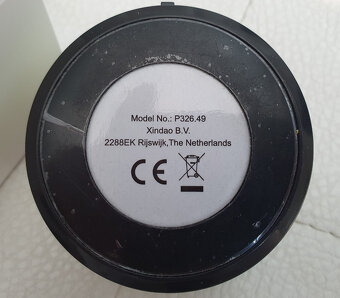 Model No.: P326.49
Xindao B.V.
2288EK Rijswijk,The Netherlands
CE